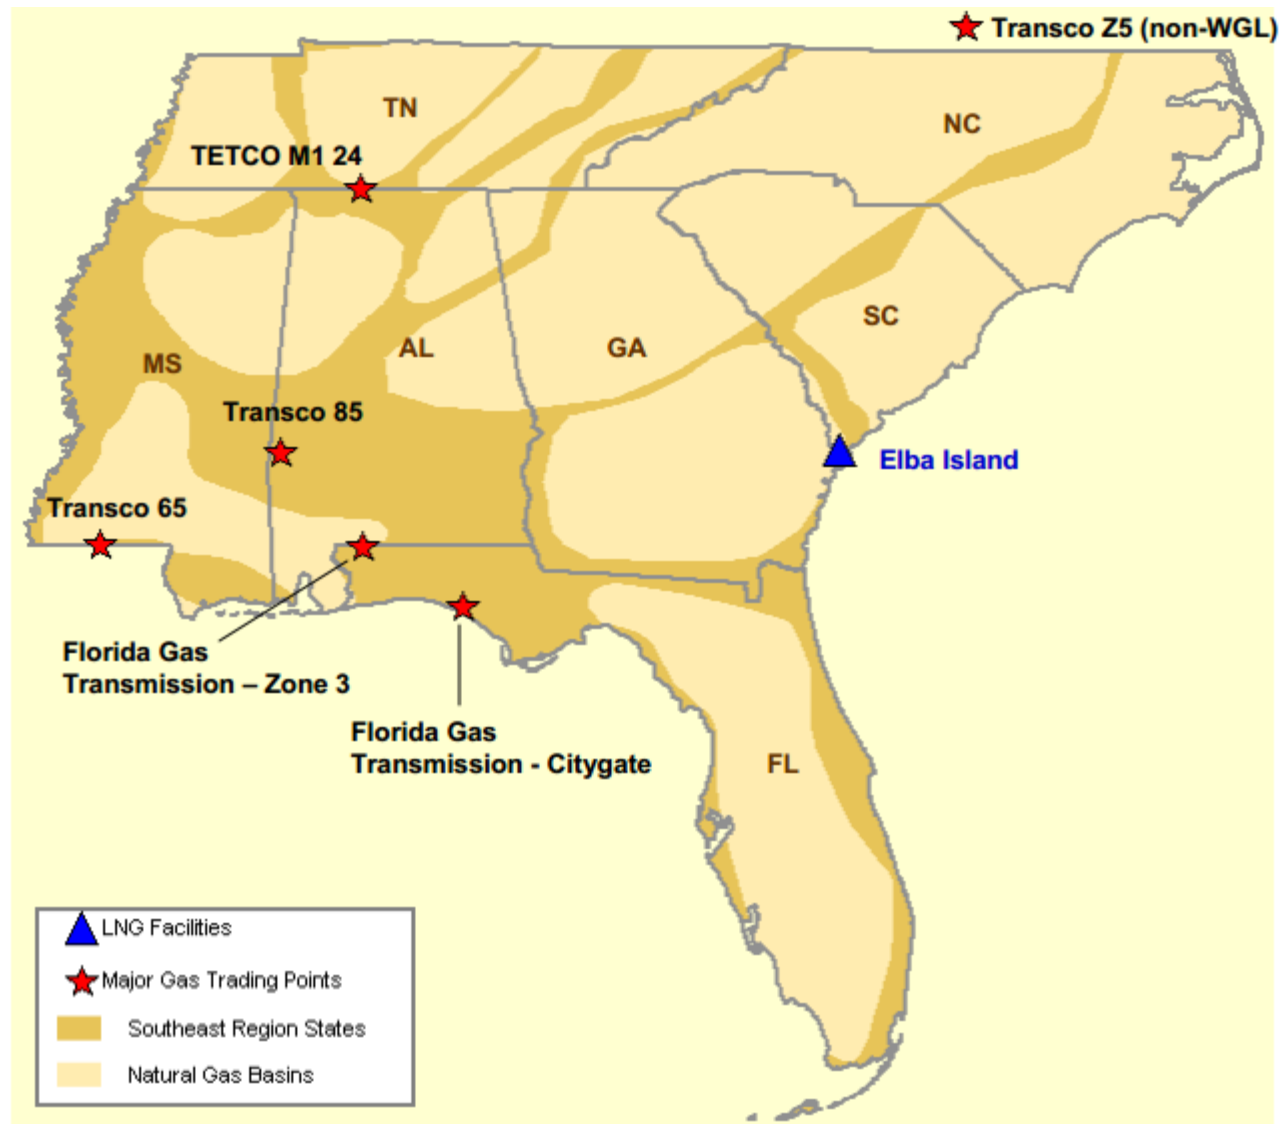 Transco Z5 (non-WGL)
TN
NC
TETCO M1 24
SC
AL
GA
MS
Transco 85
Elba Island
Transco 65
Florida Gas
Transmission – Zone 3
Florida Gas
Transmission - Citygate
FL
LNG Facilities
Major Gas Trading Points
Southeast Region States
Natural Gas Basins